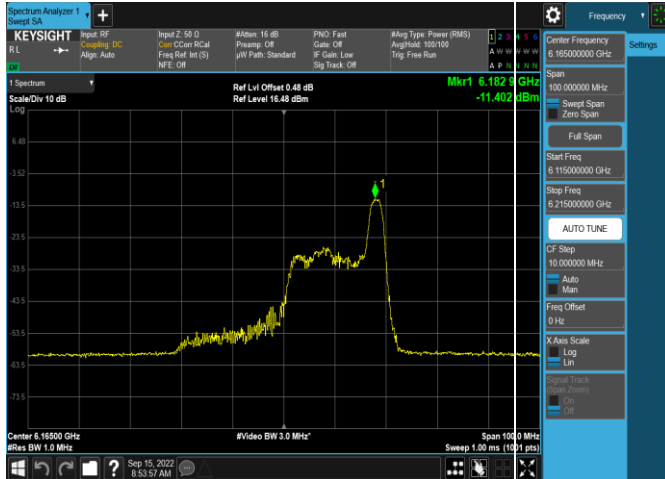 Spectrum Analyzer 1
Swept SA
+
Frequency
KEYSIGHT
Input: RF
Input Z: 50 Ω
#Atten: 16 dB
PNO: Fast
#Avg Type: Power (RMS)
1 2 3 4 5 6
RL
Coupling: DC
Corr CCorr RCal
Preamp: Off
Gate: Off
Avg|Hold: 100/100
A W W W W W
Align: Auto
Freq Ref: Int (S)
µW Path: Standard
IF Gain: Low
Trig: Free Run
NFE: Off
Sig Track: Off
A P N N N N
1 Spectrum
Scale/Div 10 dB
Log
Ref Lvl Offset 0.48 dB
Ref Level 16.48 dBm
Mkr1 6.182 9 GHz
-11.402 dBm
6.48
-3.52
-13.5
-23.5
-33.5
-43.5
-53.5
-63.5
-73.5
1
Center 6.16500 GHz
#Video BW 3.0 MHz*
Span 100.0 MHz
#Res BW 1.0 MHz
Sweep 1.00 ms (1001 pts)
Sep 15, 2022
8:53:57 AM
?
Settings
Center Frequency
6.165000000 GHz
Span
100.000000 MHz
Swept Span
Zero Span
Full Span
Start Freq
6.115000000 GHz
Stop Freq
6.215000000 GHz
AUTO TUNE
CF Step
10.000000 MHz
Auto
Man
Freq Offset
0 Hz
X Axis Scale
Log
Lin
Signal Track
(Span Zoom)
On
Off